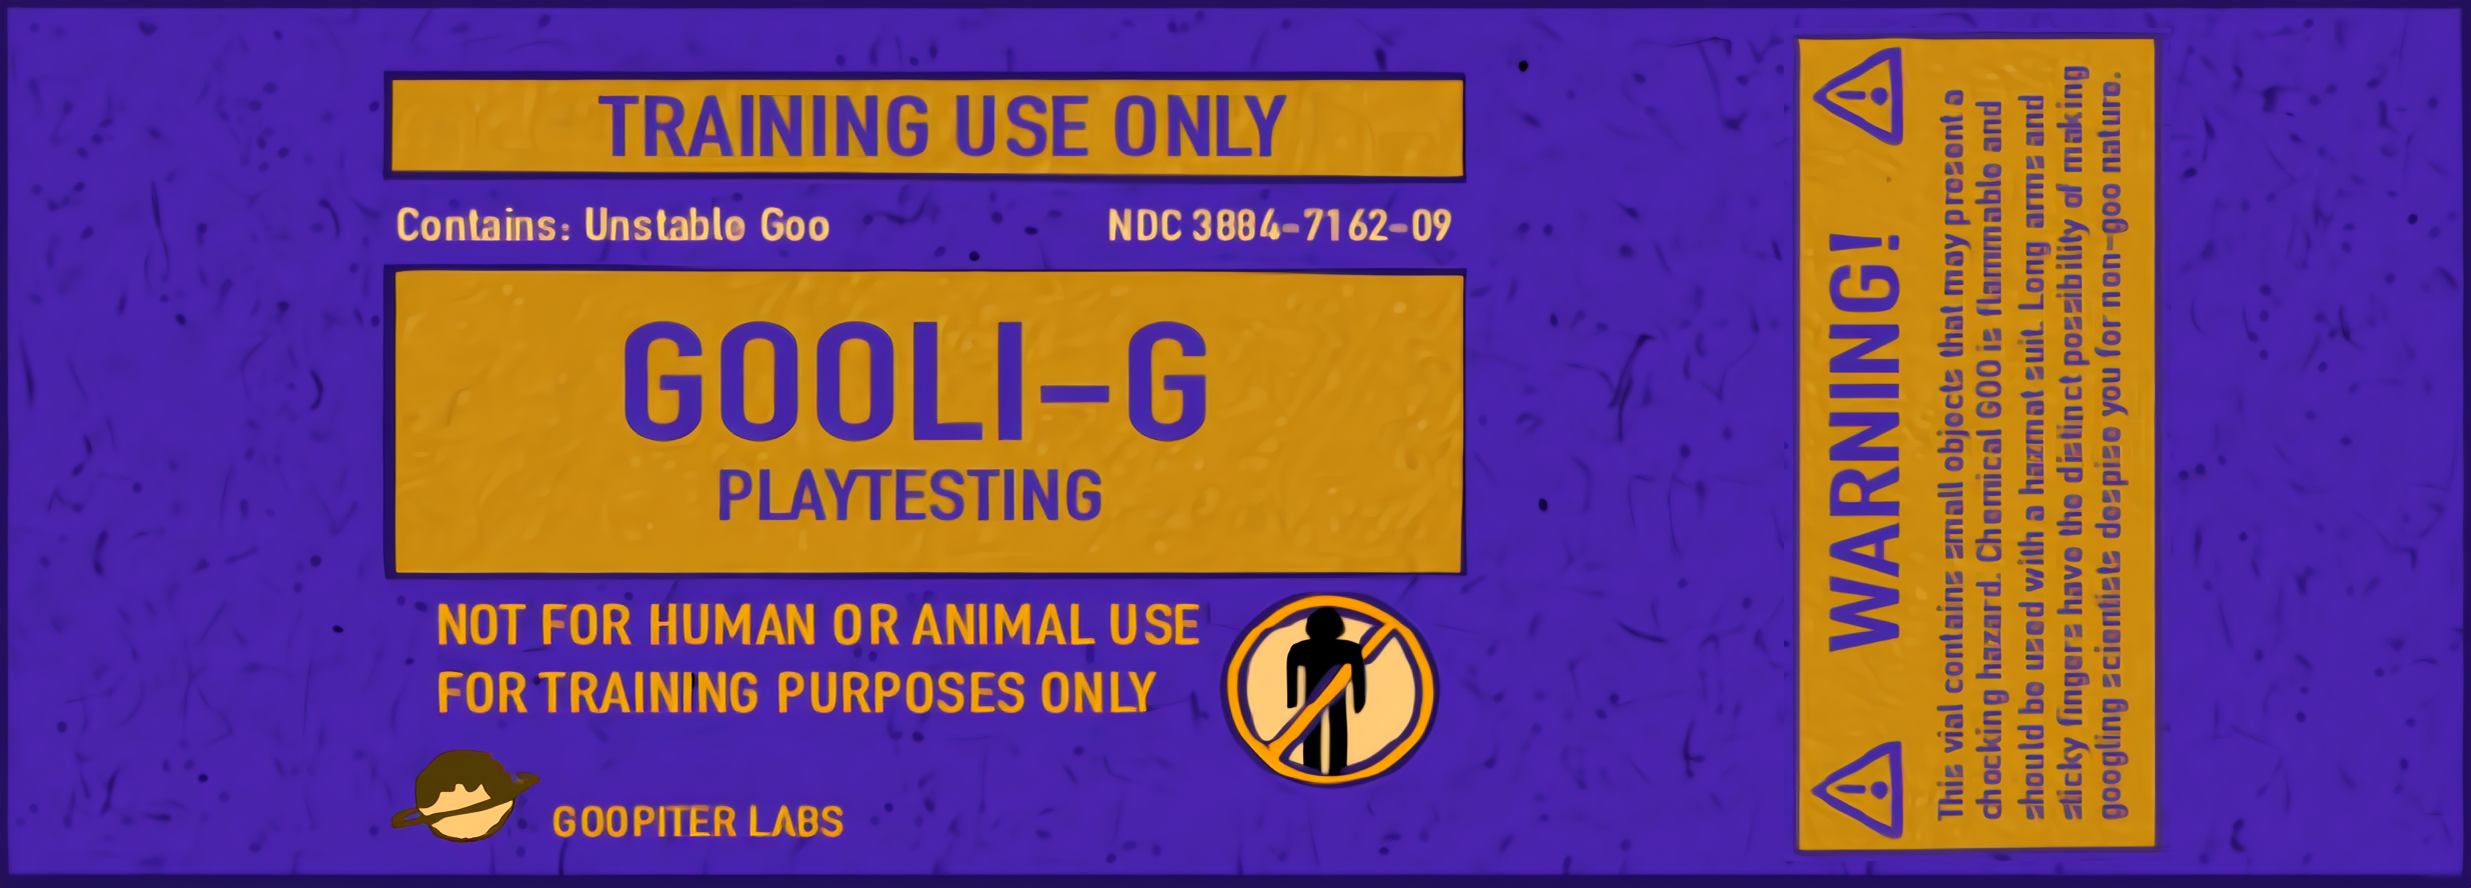 TRAINING USE ONLY
Contains: Unstable Goo
NDC 3884-7162-09
GOOLI-G
PLAYTESTING
NOT FOR HUMAN OR ANIMAL USE
FOR TRAINING PURPOSES ONLY
GOOPITER LABS
WARNING!
This vial contains small objects that may present a
chocking hazard. Chemical GOO is flammable and
should be used with a hazmat suit. Long arms and
sticky fingers have the distinct possibility of making
googling scientists despise you for non-goo nature.